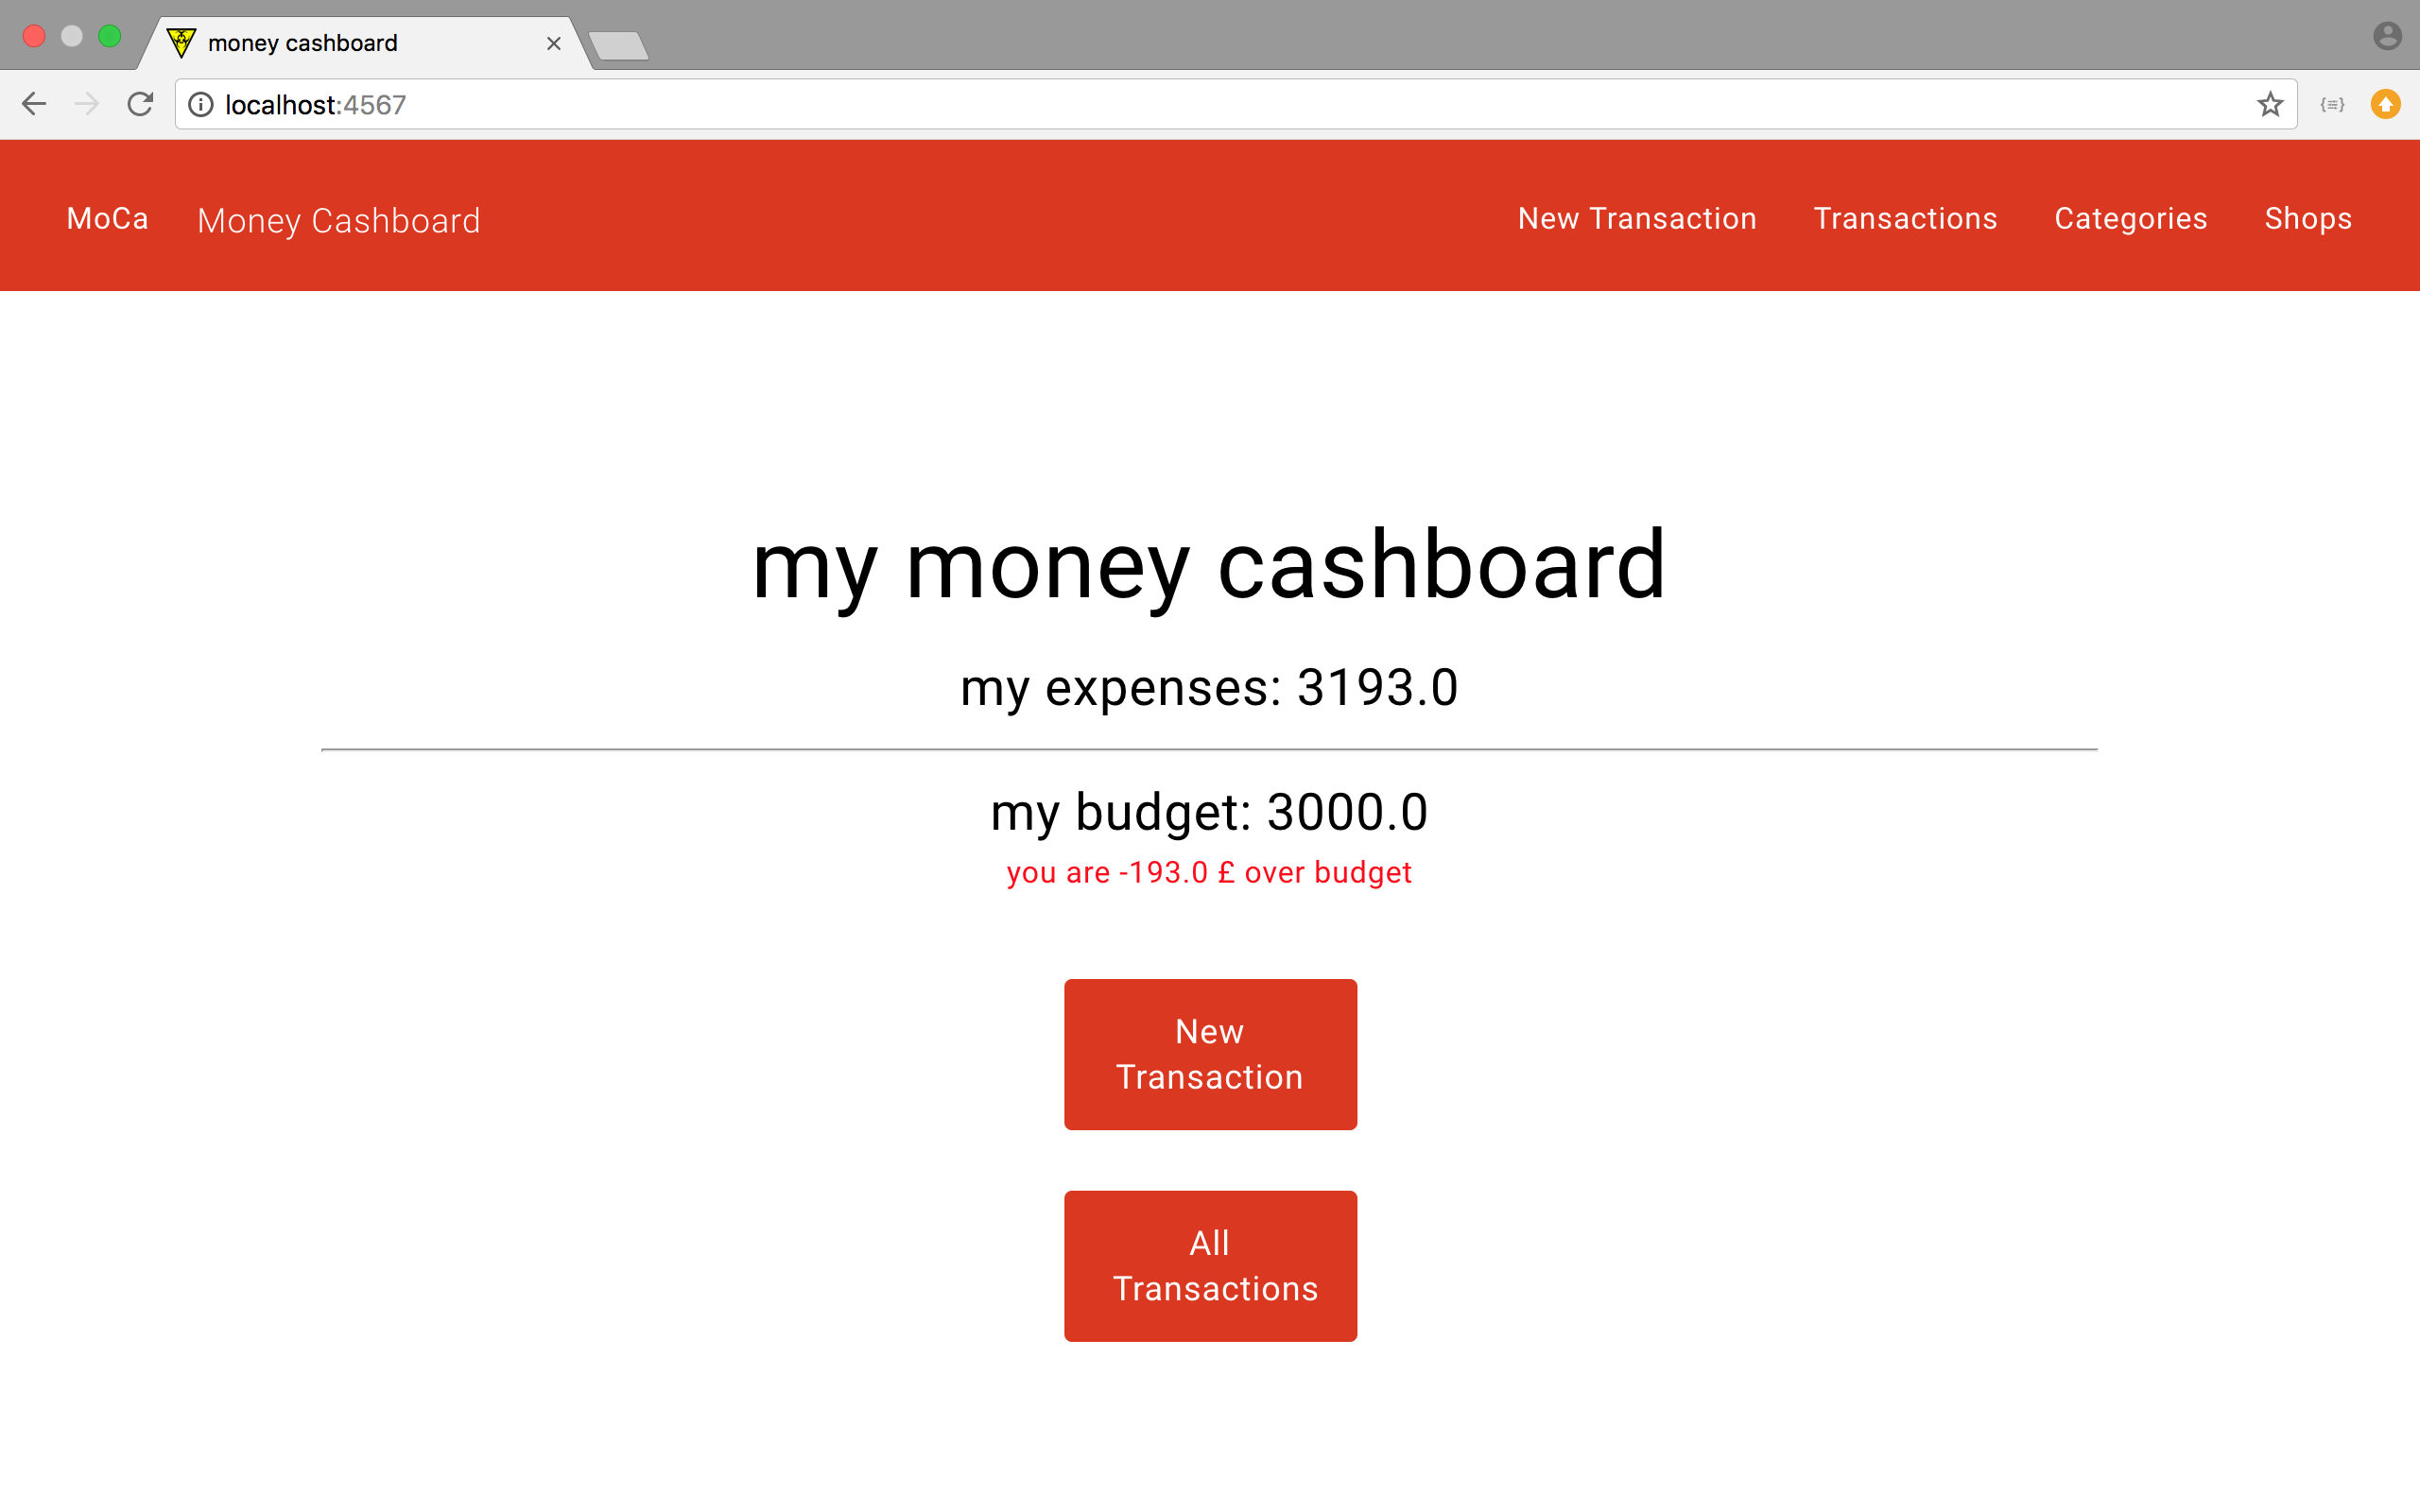 money cashboard
localhost:4567
MoCa Money Cashboard New Transaction Transactions Categories Shops
my money cashboard
my expenses: 3193.0
my budget: 3000.0
you are -193.0 £ over budget
New
Transaction
All
Transactions